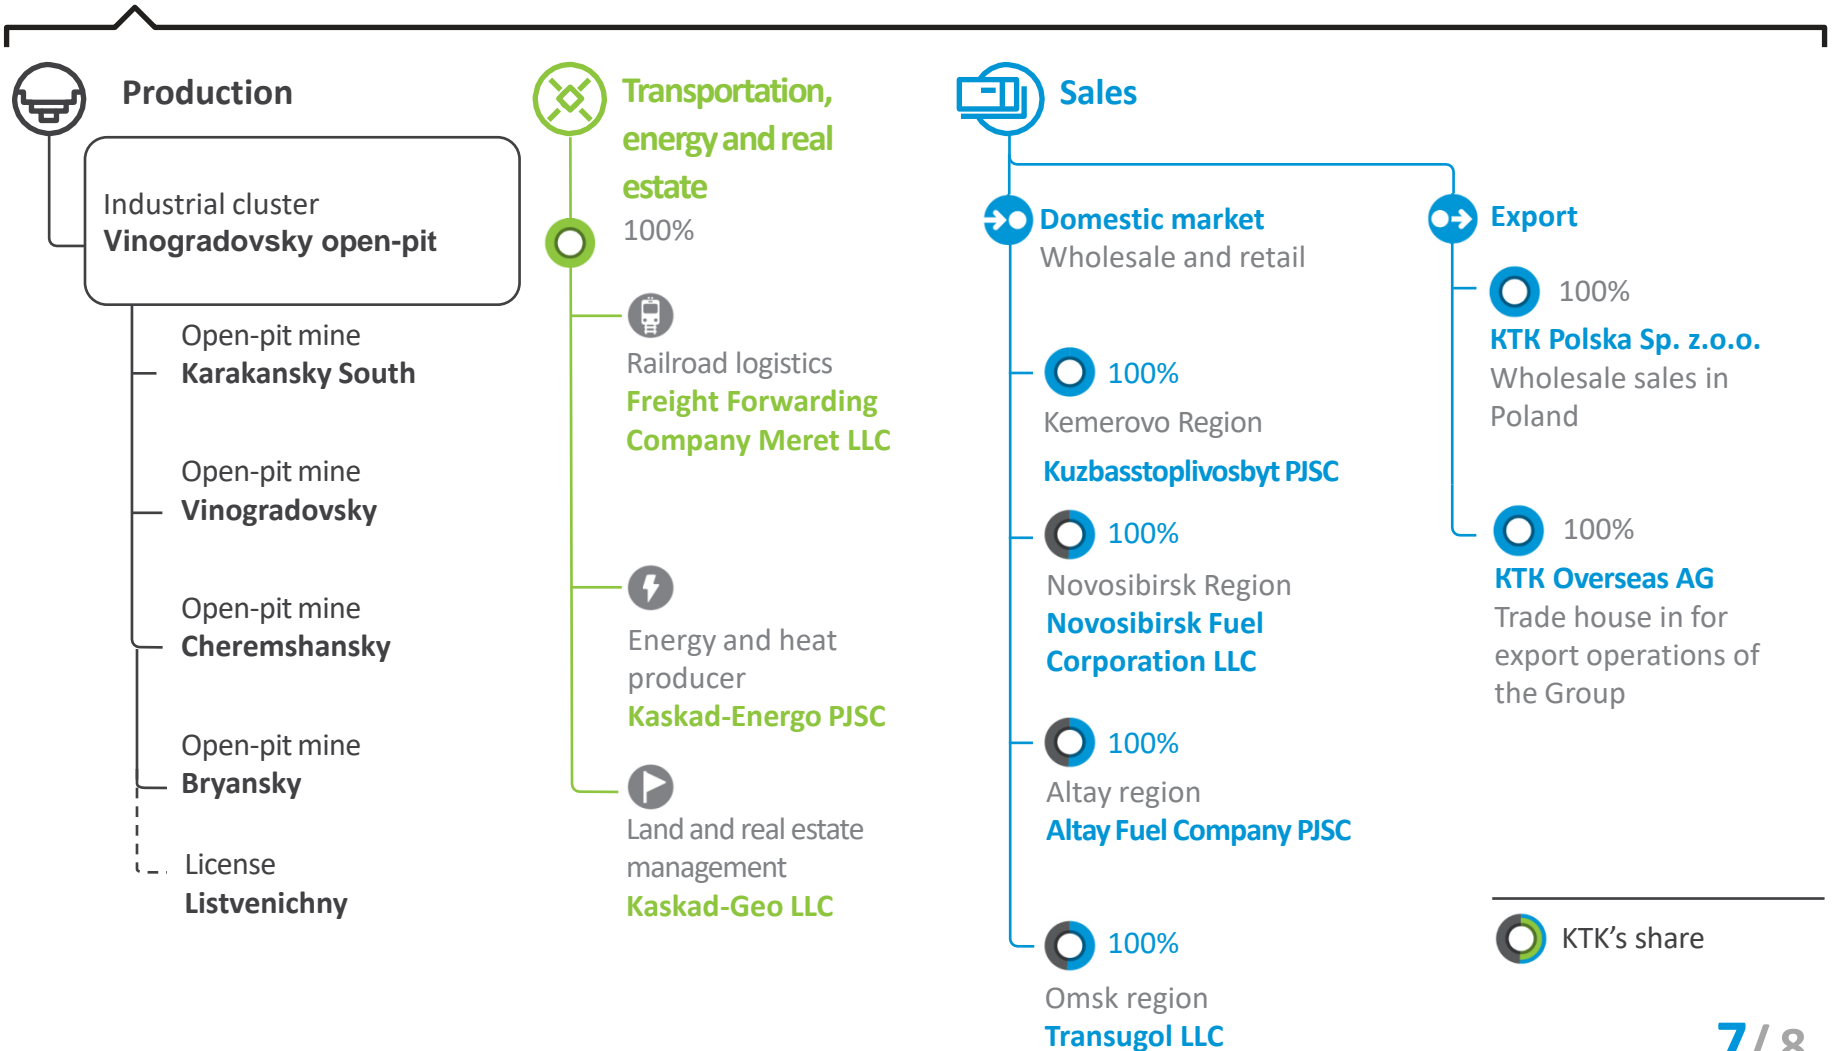 Production
Industrial cluster
Vinogradovsky open-pit
Open-pit mine
Karakansky South
Open-pit mine
Vinogradovsky
Open-pit mine
Cheremshansky
Open-pit mine
Bryansky
License
Listvenichny
Transportation,
energy and real
estate
100%
Railroad logistics
Freight Forwarding
Company Meret LLC
Energy and heat
producer
Kaskad-Energo PJSC
Land and real estate
management
Kaskad-Geo LLC
Sales
Domestic market
Wholesale and retail
100%
Kemerovo Region
Kuzbasstoplivosbyt PJSC
100%
Novosibirsk Region
Novosibirsk Fuel
Corporation LLC
100%
Altay region
Altay Fuel Company PJSC
100%
Omsk region
Transugol LLC
Export
100%
KTK Polska Sp. z.o.o.
Wholesale sales in
Poland
100%
KTK Overseas AG
Trade house in for
export operations of
the Group
KTK’s share
7/8